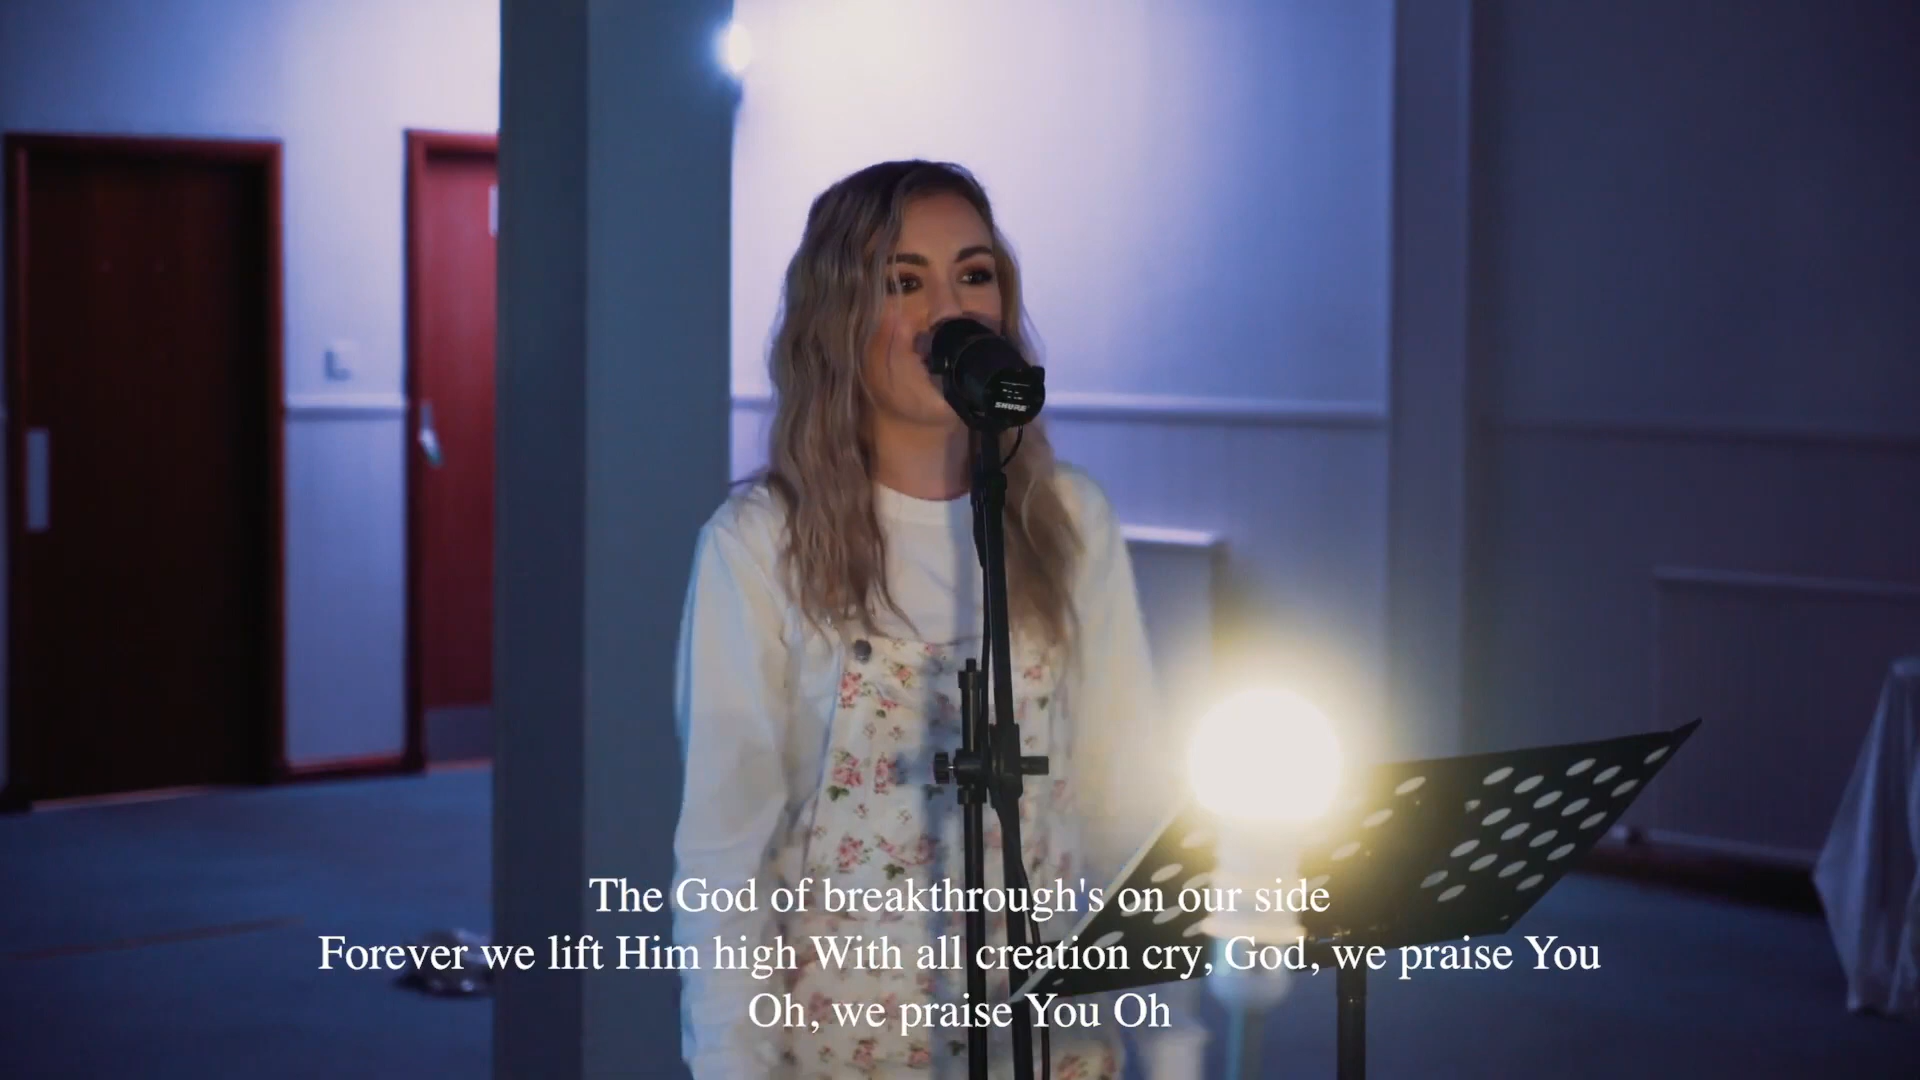 SHURE
The God of breakthrough's on our side
Forever we lift Him high With all creation cry, God, we praise You
Oh, we praise You Oh